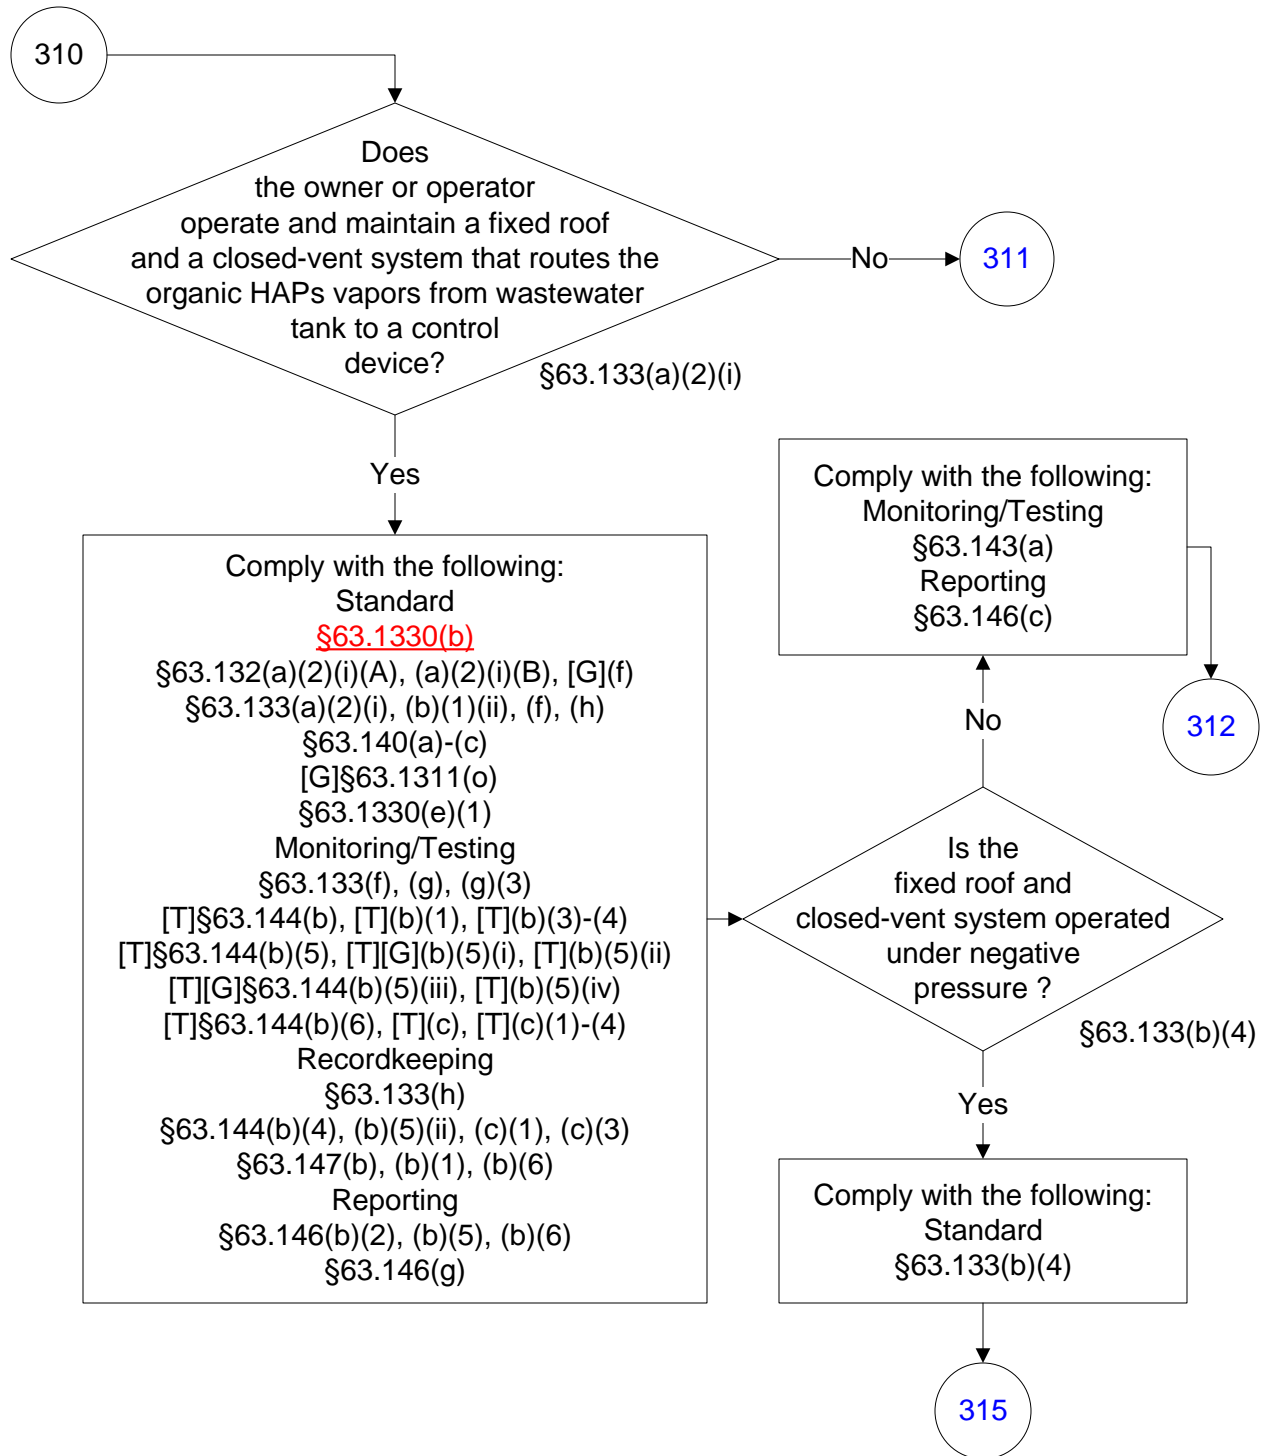 310
Does
the owner or operator
operate and maintain a fixed roof
and a closed-vent system that routes the
organic HAPs vapors from wastewater
tank to a control
device?
§63.133(a)(2)(i)
No
311
Yes
Comply with the following:
Standard
§63.1330(b)
§63.132(a)(2)(i)(A), (a)(2)(i)(B), [G](f)
§63.133(a)(2)(i), (b)(1)(ii), (f), (h)
§63.140(a)-(c)
[G]§63.1311(o)
§63.1330(e)(1)
Monitoring/Testing
§63.133(f), (g), (g)(3)
[T]§63.144(b), [T](b)(1), [T](b)(3)-(4)
[T]§63.144(b)(5), [T][G](b)(5)(i), [T](b)(5)(ii)
[T][G]§63.144(b)(5)(iii), [T](b)(5)(iv)
[T]§63.144(b)(6), [T](c), [T](c)(1)-(4)
Recordkeeping
§63.133(h)
§63.144(b)(4), (b)(5)(ii), (c)(1), (c)(3)
§63.147(b), (b)(1), (b)(6)
Reporting
§63.146(b)(2), (b)(5), (b)(6)
§63.146(g)
Is the
fixed roof and
closed-vent system operated
under negative
pressure ?
§63.133(b)(4)
No
Comply with the following:
Monitoring/Testing
§63.143(a)
Reporting
§63.146(c)
312
Yes
Comply with the following:
Standard
§63.133(b)(4)
315